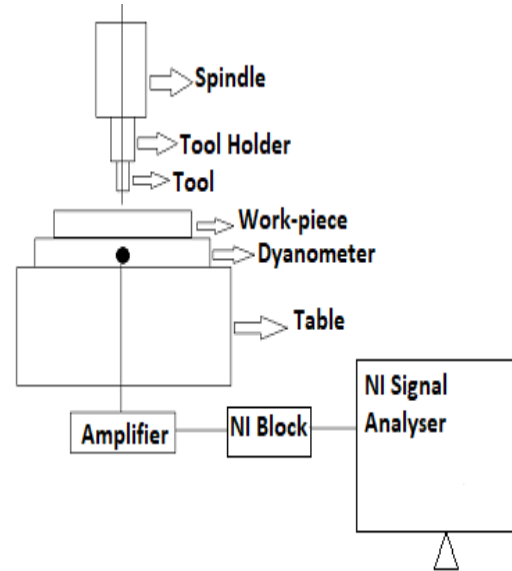 Spindle
Tool Holder
Tool
Work-piece
Dyanometer
Table
Amplifier
NI Block
NI Signal
Analyser